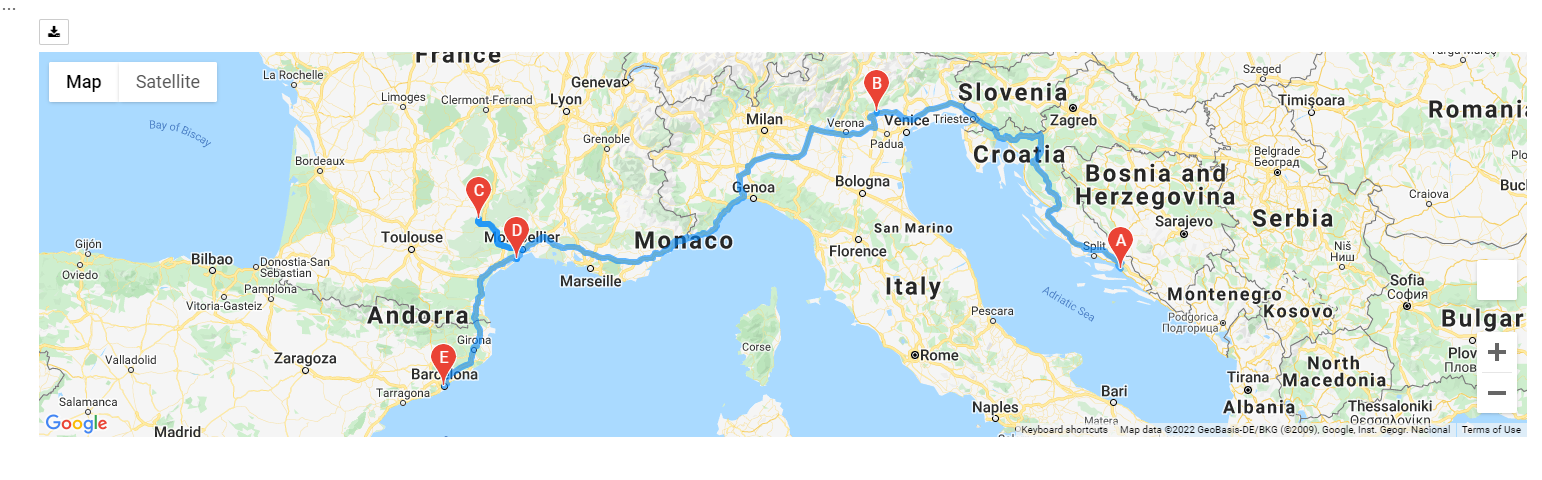 ...
France
Map
Satellite
La Rochelle
Geneva
Limoges
Clermont-Ferrand
Lyon
Bay of Biscay
Grenoble
Bordeaux
B
Milan
Verona
Venice
Padua
Trieste
Slovenia
Zagreb
Szeged
Timișoara
Romania
Croatia
Belgrade
Београд
Bosnia and
Herzegovina
Craiova
C
Genoa
Bologna
Sarajevo
Serbia
D
Toulouse
Monaco
San Marino
Florence
Split
A
Niš
Ниш
Gijón
Oviedo
Bilbao
Donostia-San
Sebastian
Pamplona
Vitoria-Gasteiz
Marseille
Italy
Adriatic Sea
Montenegro
Podgorica
Подгорица
Kosovo
Sofia
София
Bulgar
Andorra
Girona
Pescara
Corse
Rome
E
Barcelona
Valladolid
Zaragoza
Tarragona
North
Macedonia
Tirana
Albania
Bari
Matera
Naples
Salamanca
Madrid
Thessaloniki
Θεσσαλονίκη
Google
Keyboard shortcuts
Map data ©2022 GeoBasis-DE/BKG (©2009), Google, Inst. Geogr. Nacional
Terms of Use